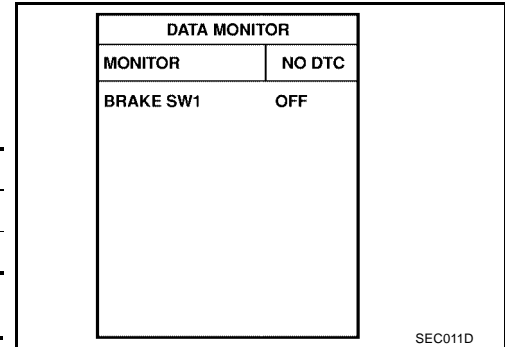 DATA MONITOR
MONITOR NO DTC
BRAKE SW1 OFF
SEC011D